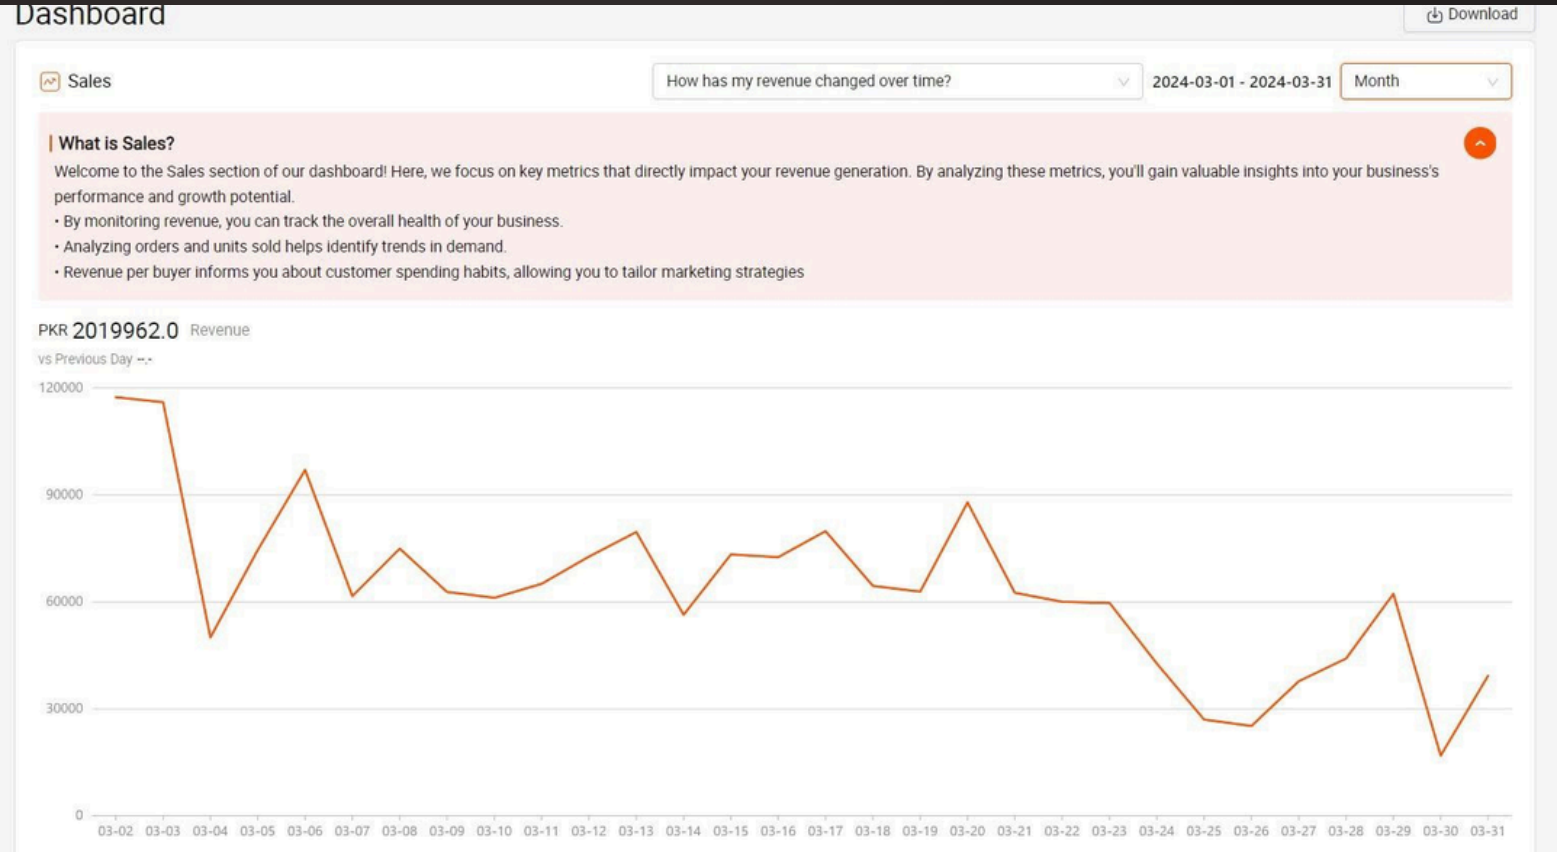 Dashboard
Download
Sales
How has my revenue changed over time?
2024-03-01 - 2024-03-31
Month
What is Sales?
Welcome to the Sales section of our dashboard! Here, we focus on key metrics that directly impact your revenue generation. By analyzing these metrics, you'll gain valuable insights into your business's
performance and growth potential.
• By monitoring revenue, you can track the overall health of your business.
• Analyzing orders and units sold helps identify trends in demand.
• Revenue per buyer informs you about customer spending habits, allowing you to tailor marketing strategies
PKR 2019962.0 Revenue
vs Previous Day --.-
120000
90000
60000
30000
0
03-02 03-03 03-04 03-05 03-06 03-07 03-08 03-09 03-10 03-11 03-12 03-13 03-14 03-15 03-16 03-17 03-18 03-19 03-20 03-21 03-22 03-23 03-24 03-25 03-26 03-27 03-28 03-29 03-30 03-31